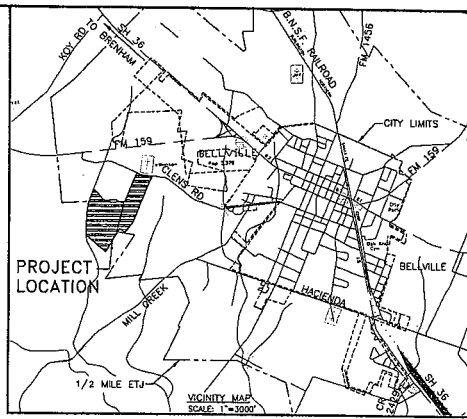 KOY RD
TO BRENHAM
SH 36
B.N.S.F. RAILROAD
FM 1456
CITY LIMITS
FM 159
BELLVILLE
CLENS RD
FM 159
PROJECT
LOCATION
BELLVILLE
MILL CREEK
HACIENDA
1/2 MILE ETJ
SH 36
VICINITY MAP
SCALE: 1"=3000'